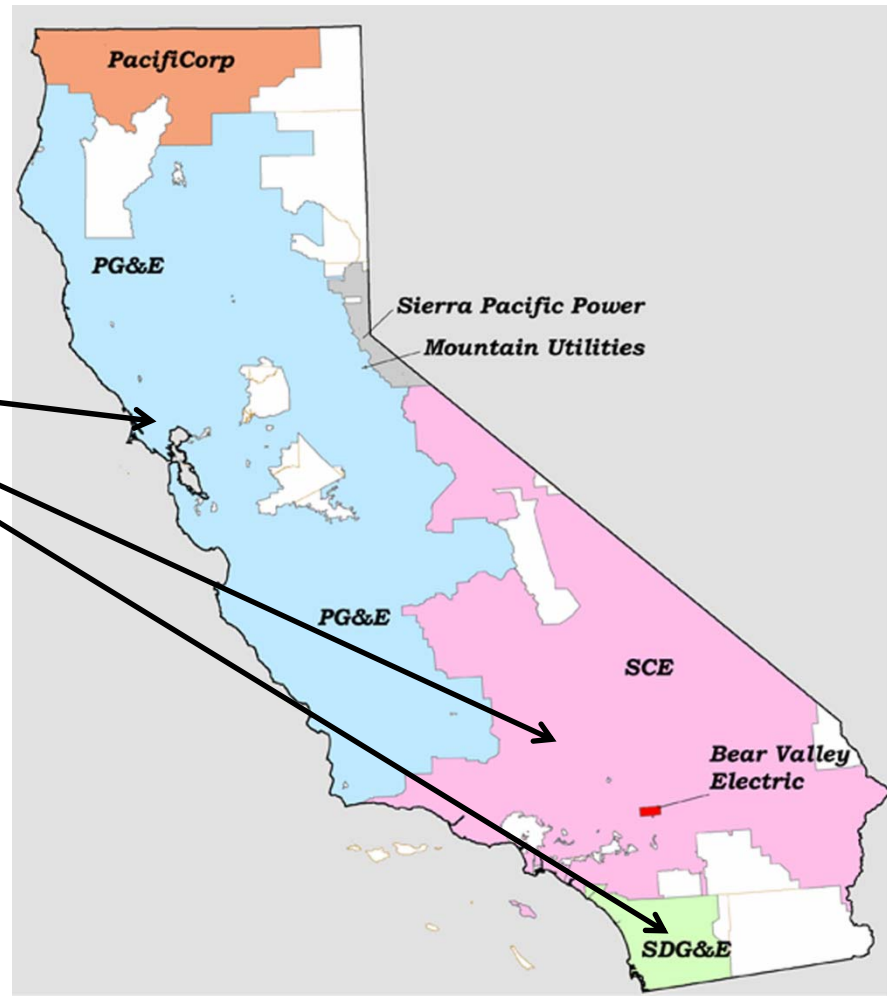 PacifiCorp
PG&E
Sierra Pacific Power
Mountain Utilities
PG&E
SCE
Bear Valley
Electric
SDG&E